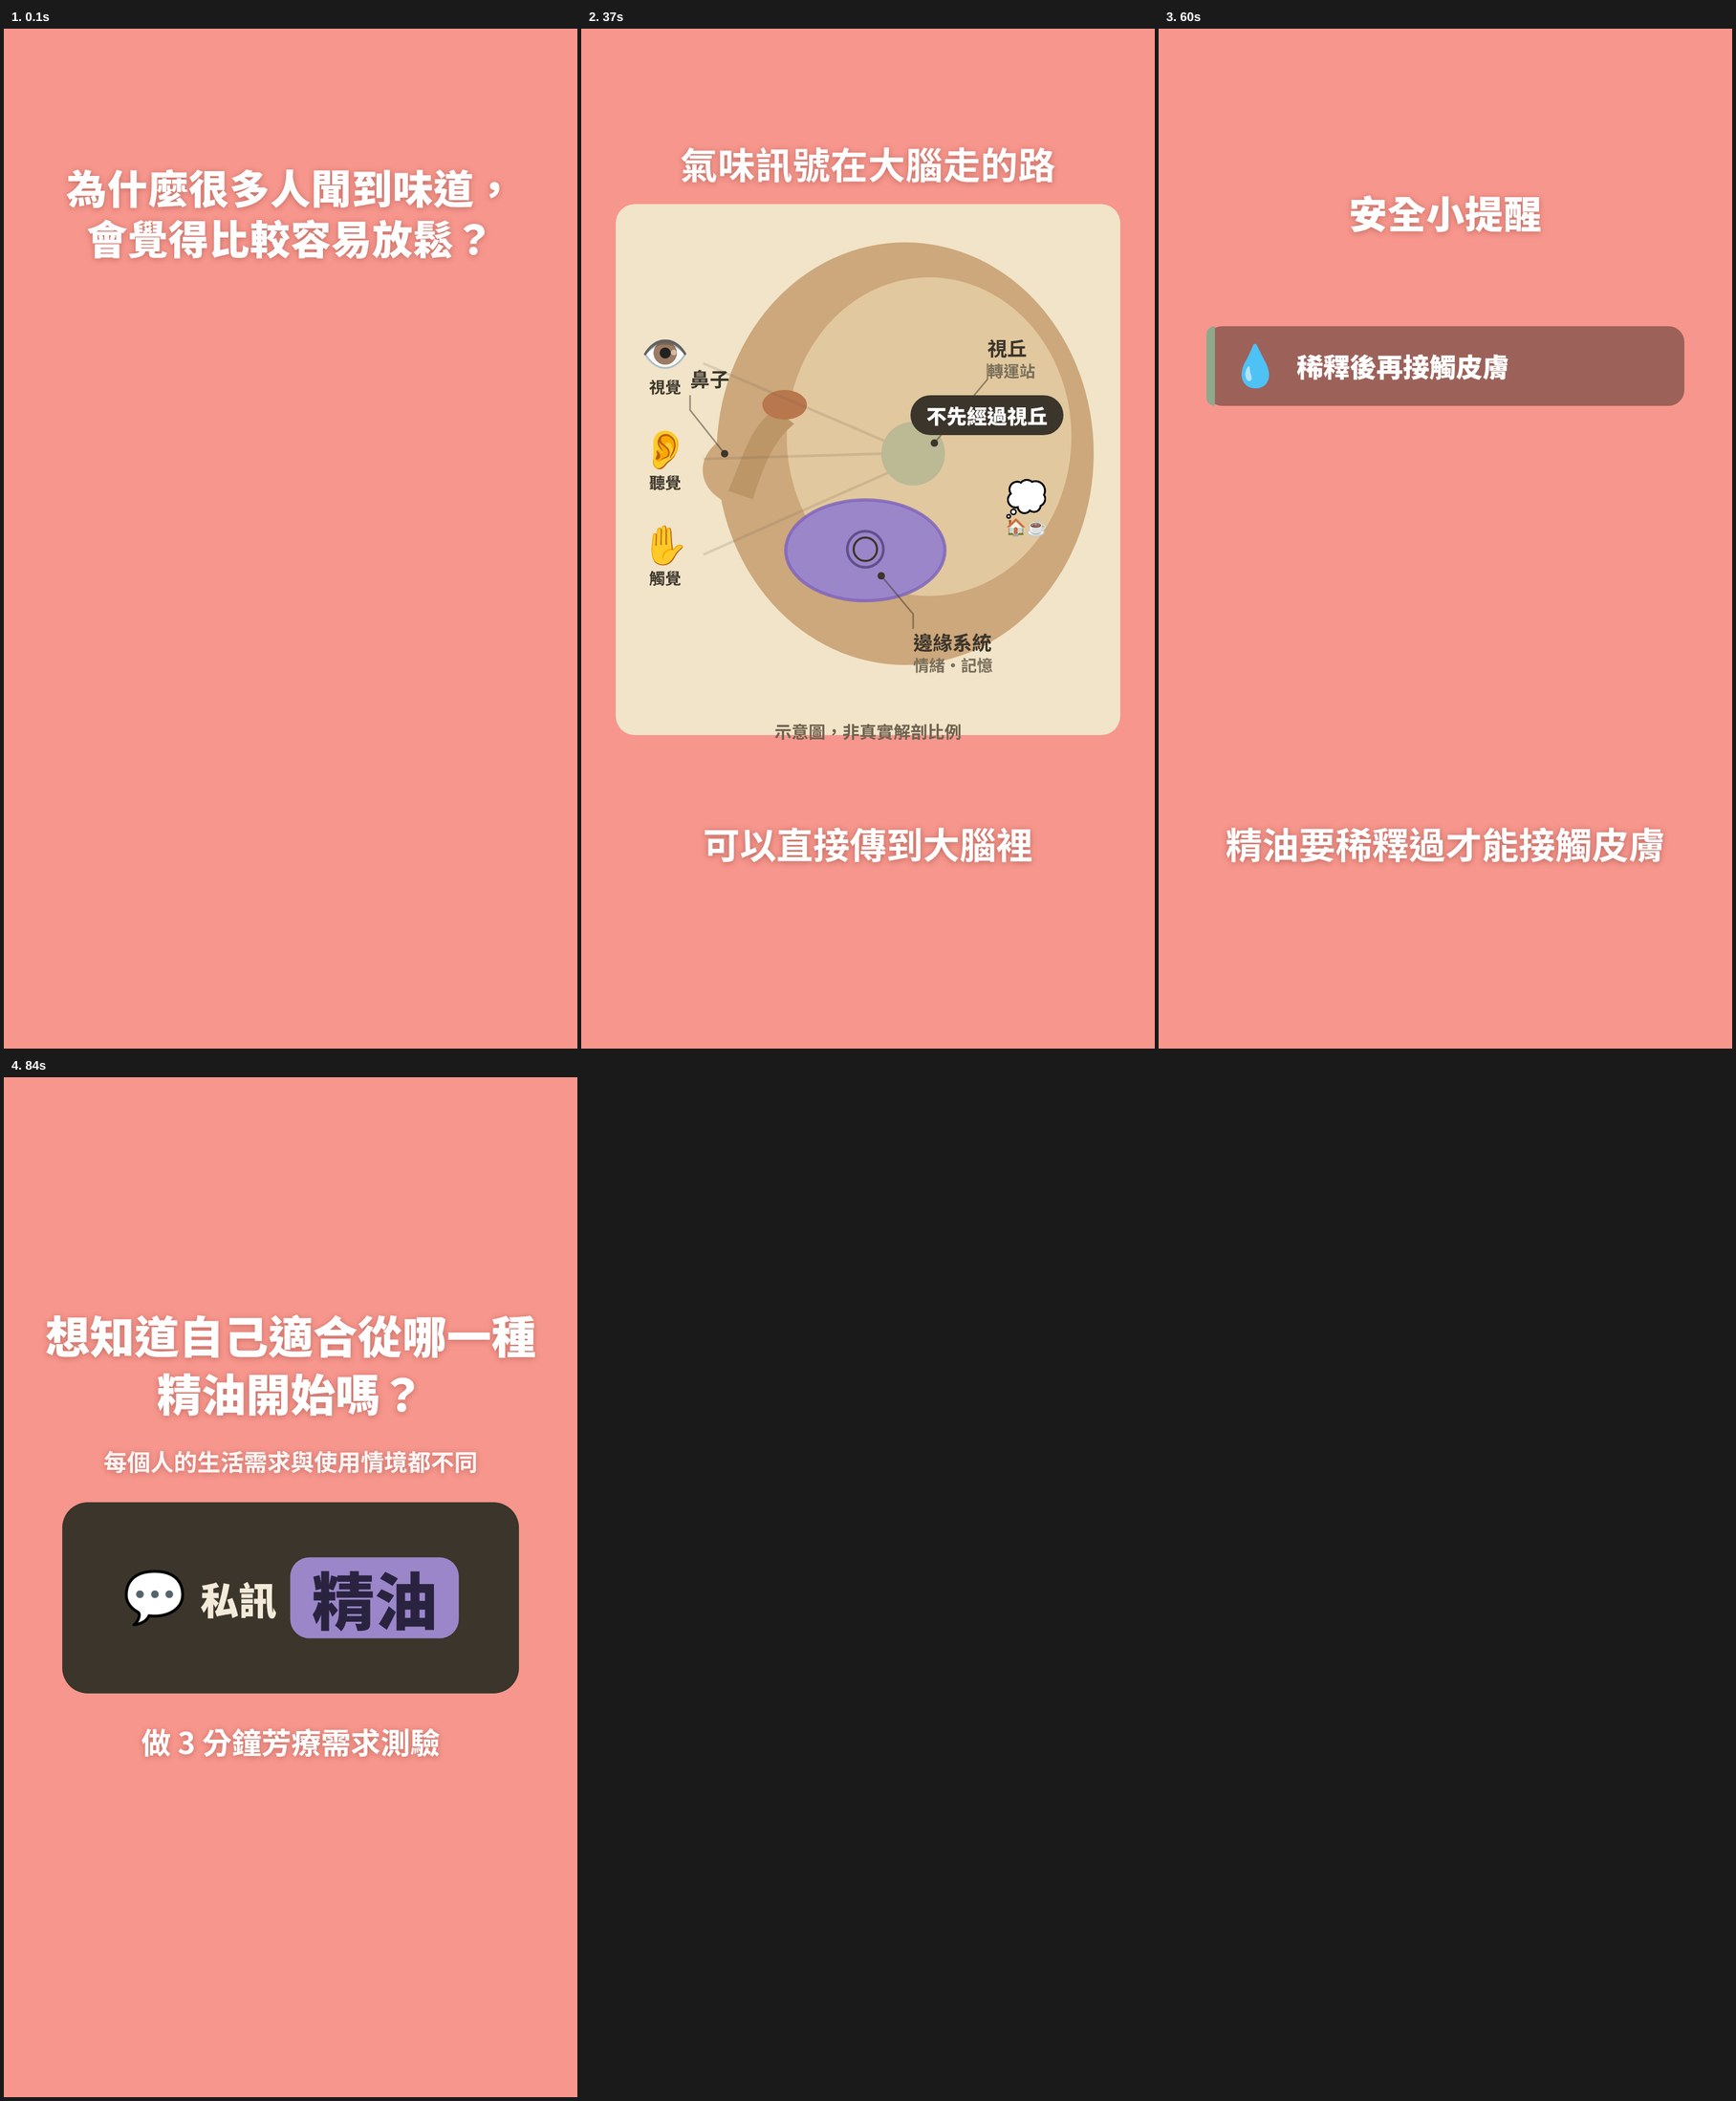 1. 0.1s
為什麼很多人聞到味道，
會覺得比較容易放鬆？
2. 37s
氣味訊號在大腦走的路
視覺
鼻子
聽覺
觸覺
視丘
轉運站
不先經過視丘
邊緣系統
情緒・記憶
示意圖，非真實解剖比例
可以直接傳到大腦裡
3. 60s
安全小提醒
稀釋後再接觸皮膚
精油要稀釋過才能接觸皮膚
4. 84s
想知道自己適合從哪一種
精油開始嗎？
每個人的生活需求與使用情境都不同
私訊 精油
做 3 分鐘芳療需求測驗